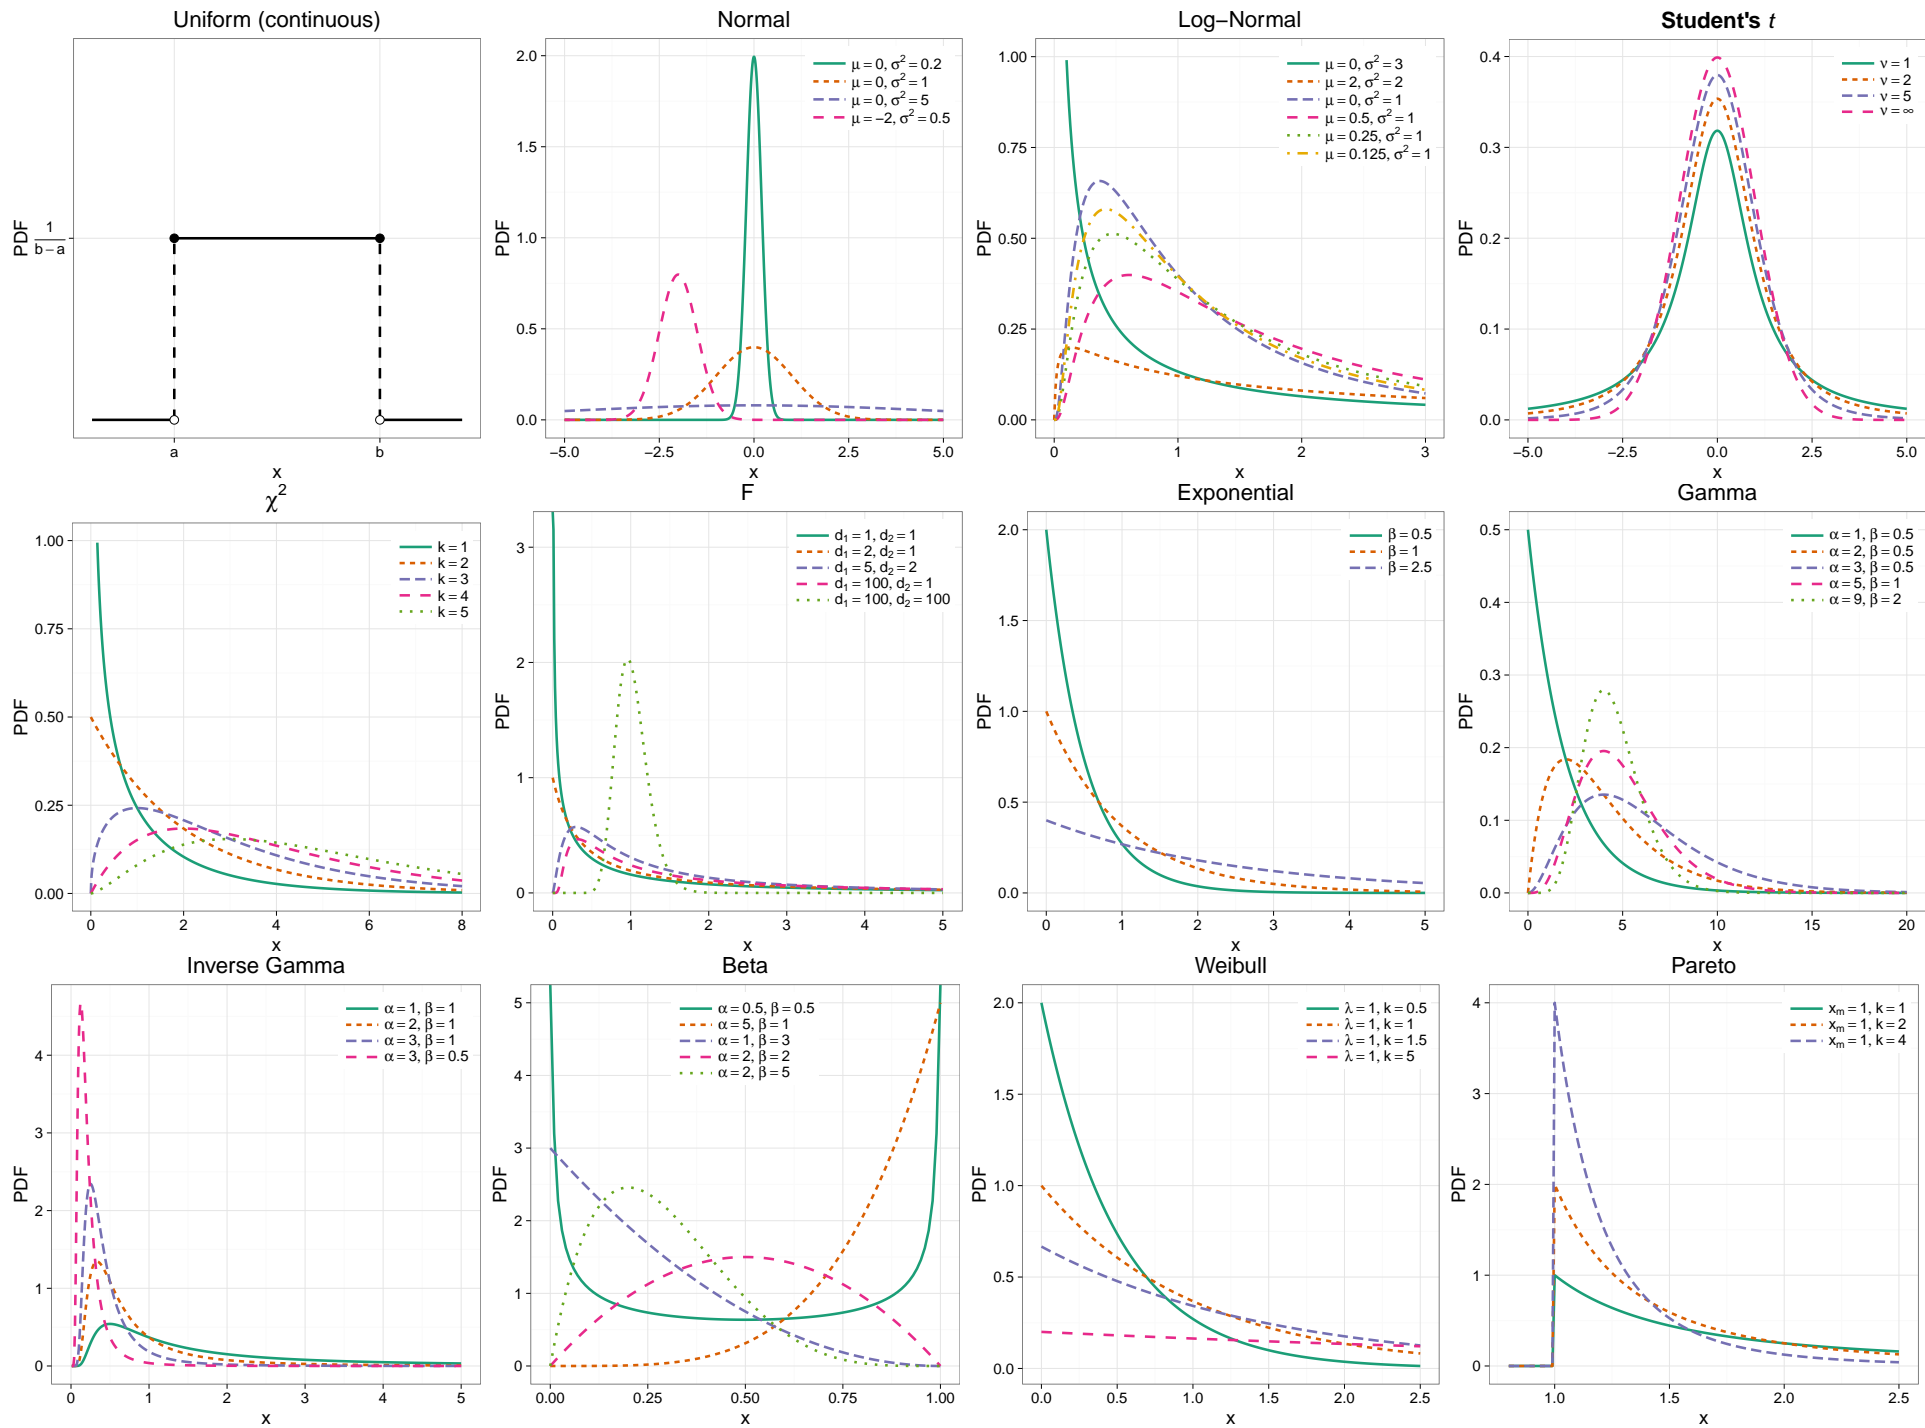 Uniform (continuous)
PDF
1
b − a
a
b
x
Normal
μ = 0, σ² = 0.2
μ = 0, σ² = 1
μ = 0, σ² = 5
μ = −2, σ² = 0.5
PDF
2.0
1.5
1.0
0.5
0.0
−5.0 −2.5 0.0 2.5 5.0
x
Log−Normal
μ = 0, σ² = 3
μ = 2, σ² = 2
μ = 0, σ² = 1
μ = 0.5, σ² = 1
μ = 0.25, σ² = 1
μ = 0.125, σ² = 1
PDF
1.00
0.75
0.50
0.25
0.00
0 1 2 3
x
Student's t
ν = 1
ν = 2
ν = 5
ν = ∞
PDF
0.4
0.3
0.2
0.1
0.0
−5.0 −2.5 0.0 2.5 5.0
x
χ²
k = 1
k = 2
k = 3
k = 4
k = 5
PDF
1.00
0.75
0.50
0.25
0.00
0 2 4 6 8
x
F
d₁ = 1, d₂ = 1
d₁ = 2, d₂ = 1
d₁ = 5, d₂ = 2
d₁ = 100, d₂ = 1
d₁ = 100, d₂ = 100
PDF
3
2
1
0
0 1 2 3 4 5
x
Exponential
β = 0.5
β = 1
β = 2.5
PDF
2.0
1.5
1.0
0.5
0.0
0 1 2 3 4 5
x
Gamma
α = 1, β = 0.5
α = 2, β = 0.5
α = 3, β = 0.5
α = 5, β = 1
α = 9, β = 2
PDF
0.5
0.4
0.3
0.2
0.1
0.0
0 5 10 15 20
x
Inverse Gamma
α = 1, β = 1
α = 2, β = 1
α = 3, β = 1
α = 3, β = 0.5
PDF
4
3
2
1
0
0 1 2 3 4 5
x
Beta
α = 0.5, β = 0.5
α = 5, β = 1
α = 1, β = 3
α = 2, β = 2
α = 2, β = 5
PDF
5
4
3
2
1
0
0.00 0.25 0.50 0.75 1.00
x
Weibull
λ = 1, k = 0.5
λ = 1, k = 1
λ = 1, k = 1.5
λ = 1, k = 5
PDF
2.0
1.5
1.0
0.5
0.0
0.0 0.5 1.0 1.5 2.0 2.5
x
Pareto
xₘ = 1, k = 1
xₘ = 1, k = 2
xₘ = 1, k = 4
PDF
4
3
2
1
0
1.0 1.5 2.0 2.5
x